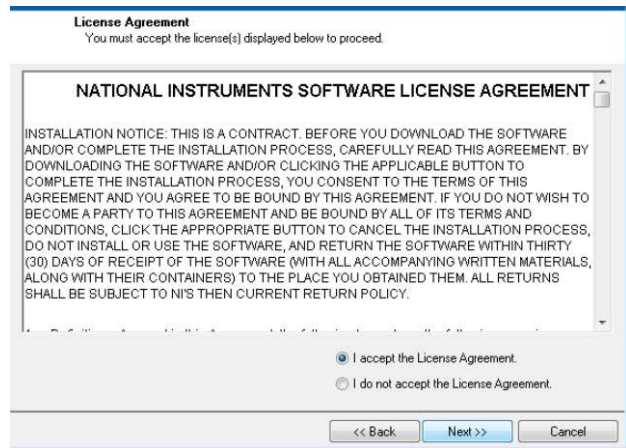 License Agreement
You must accept the license(s) displayed below to proceed.
NATIONAL INSTRUMENTS SOFTWARE LICENSE AGREEMENT
INSTALLATION NOTICE: THIS IS A CONTRACT. BEFORE YOU DOWNLOAD THE SOFTWARE
AND/OR COMPLETE THE INSTALLATION PROCESS, CAREFULLY READ THIS AGREEMENT. BY
DOWNLOADING THE SOFTWARE AND/OR CLICKING THE APPLICABLE BUTTON TO
COMPLETE THE INSTALLATION PROCESS, YOU CONSENT TO THE TERMS OF THIS
AGREEMENT AND YOU AGREE TO BE BOUND BY THIS AGREEMENT. IF YOU DO NOT WISH TO
BECOME A PARTY TO THIS AGREEMENT AND BE BOUND BY ALL OF ITS TERMS AND
CONDITIONS, CLICK THE APPROPRIATE BUTTON TO CANCEL THE INSTALLATION PROCESS,
DO NOT INSTALL OR USE THE SOFTWARE, AND RETURN THE SOFTWARE WITHIN THIRTY
(30) DAYS OF RECEIPT OF THE SOFTWARE (WITH ALL ACCOMPANYING WRITTEN MATERIALS,
ALONG WITH THEIR CONTAINERS) TO THE PLACE YOU OBTAINED THEM. ALL RETURNS
SHALL BE SUBJECT TO NI'S THEN CURRENT RETURN POLICY.
I accept the License Agreement.
I do not accept the License Agreement.
<< Back Next >> Cancel